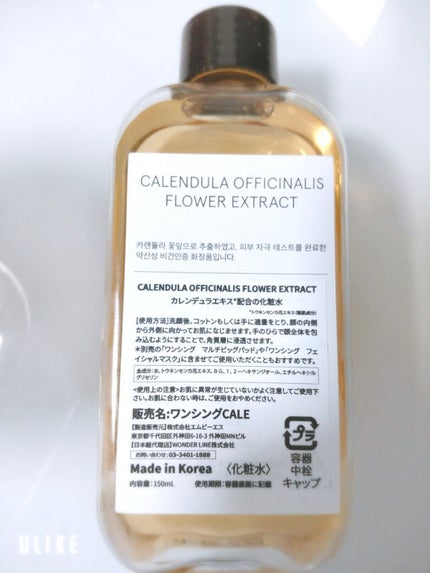 CALENDULA OFFICINALIS
FLOWER EXTRACT
카렌듈라 꽃잎으로 추출하였고, 피부 자극 테스트를 완료한
약산성 비건인증 화장품입니다.
CALENDULA OFFICINALIS FLOWER EXTRACT
カレンデュラエキス*配合の化粧水
*トウキンセンカ花エキス(整肌成分)
[使用方法]洗顔後、コットンもしくは手に適量をとり、顔の内側
から外側に向かってお肌になじませます。手のひらで顔全体を包
み込むようにすることで、角質層に浸透させます。
*別売の「ワンシング マルチビッグパッド」や「ワンシング フェ
イシャルマスク」に含ませてご使用いただくこともおすすめです。
全成分：水、トウキンセンカ花エキス、BG、1，2－ヘキサンジオール、エチルヘキシル
グリセリン
<使用上の注意>お肌に異常が生じていないかよく注意してご使用下
さい。お肌に合わない時は、ご使用をおやめください。
販売名:ワンシングCALE
【製造販売元】株式会社エムビーエス
東京都千代田区外神田6-16-3 外神田MNビル
【日本総代理店】WONDER LINE株式会社
お問い合わせ: 03-3401-1888
Made in Korea 〈化粧水〉
内容量：150mL 使用期限：容器底面に記載
プラ
容器
中栓
キャップ
ULIKE